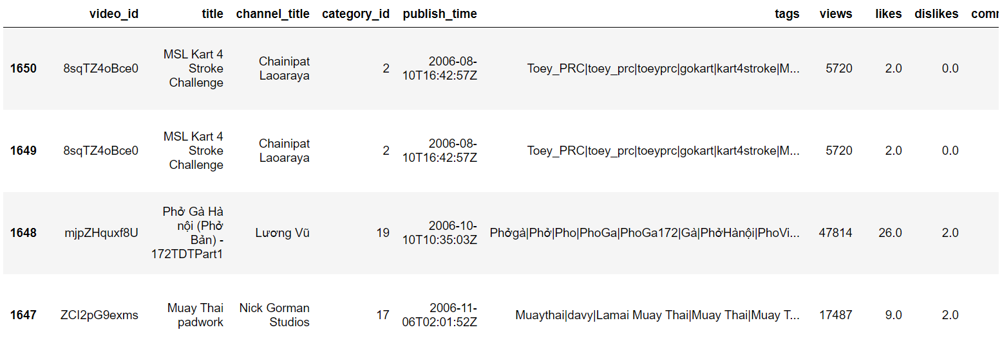 video_id title channel_title category_id publish_time tags views likes dislikes comr
MSL Kart 4
Stroke
Challenge
Chainipat
Laoaraya
2006-08-
10T16:42:57Z
1650 8sqTZ4oBce0 2 Toey_PRC|toey_prc|toeyprc|gokart|kart4stroke|M... 5720 2.0 0.0
MSL Kart 4
Stroke
Challenge
Chainipat
Laoaraya
2006-08-
10T16:42:57Z
1649 8sqTZ4oBce0 2 Toey_PRC|toey_prc|toeyprc|gokart|kart4stroke|M... 5720 2.0 0.0
Phở Gà Hà
nội (Phở
Bản) -
172TDTPart1
2006-10-
10T10:35:03Z
1648 mjpZHquxf8U Lương Vũ 19 Phởgà|Phở|Pho|PhoGa|PhoGa172|Gà|PhởHànội|PhoVi... 47814 26.0 2.0
Muay Thai
padwork
Nick Gorman
Studios
2006-11-
06T02:01:52Z
1647 ZCI2pG9exms 17 Muaythai|davy|Lamai Muay Thai|Muay Thai|Muay T... 17487 9.0 2.0